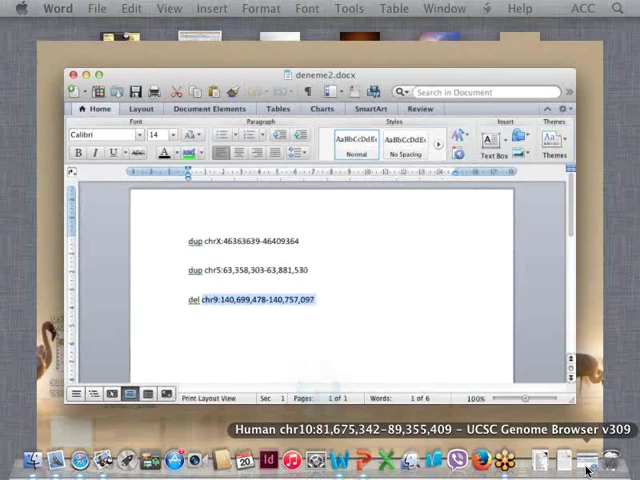 Word File Edit View Insert Format Font Tools Table Window Help ACC
deneme2.docx
Search in Document
Home Layout Document Elements Tables Charts SmartArt Review
Font Paragraph Styles Insert Themes
Calibri 14
AaBbCcDdE AaBbCcDdE
Normal No Spacing Text Box Themes
B I U A
dup chrX:46363639-46409364
dup chr5:63,358,303-63,881,530
del chr9:140,699,478-140,757,097
Print Layout View Sec 1 Pages: 1 of 1 Words: 1 of 6 100%
Human chr10:81,675,342-89,355,409 - UCSC Genome Browser v309
20 Id